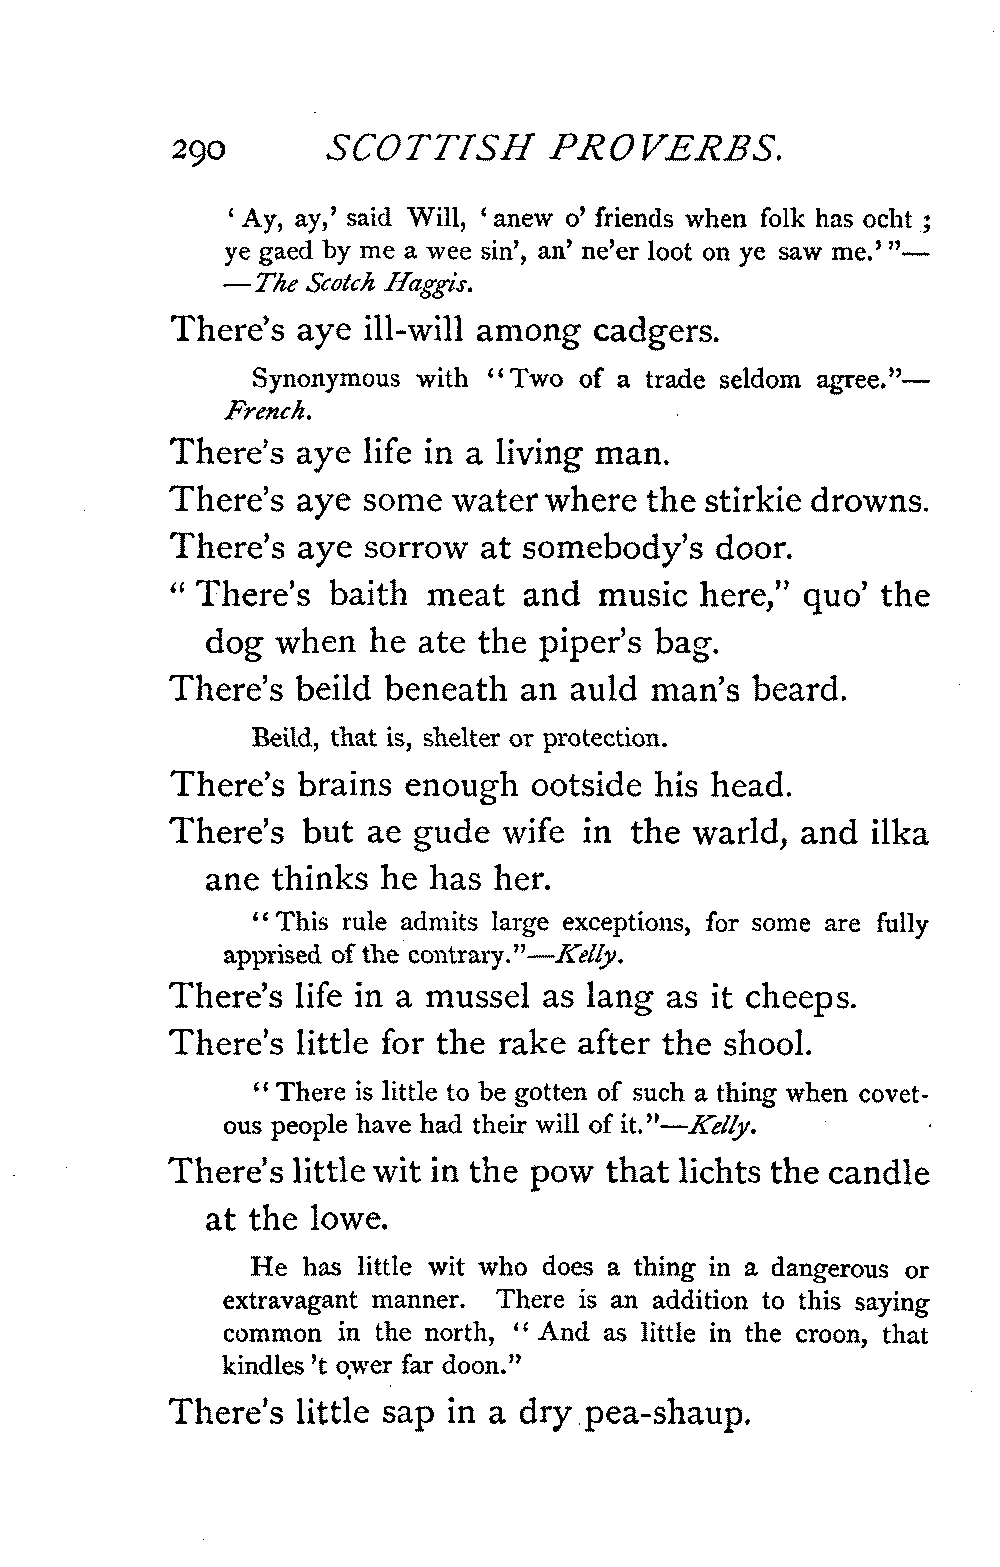 290 SCOTTISH PROVERBS.
‘ Ay, ay,’ said Will, ‘ anew o’ friends when folk has ocht ;
ye gaed by me a wee sin’, an’ ne’er loot on ye saw me.’ ”—
—The Scotch Haggis.
There’s aye ill-will among cadgers.
Synonymous with “Two of a trade seldom agree.”—
French.
There’s aye life in a living man.
There’s aye some water where the stirkie drowns.
There’s aye sorrow at somebody’s door.
“ There’s baith meat and music here,” quo’ the
dog when he ate the piper’s bag.
There’s beild beneath an auld man’s beard.
Beild, that is, shelter or protection.
There’s brains enough ootside his head.
There’s but ae gude wife in the warld, and ilka
ane thinks he has her.
“ This rule admits large exceptions, for some are fully
apprised of the contrary.”—Kelly.
There’s life in a mussel as lang as it cheeps.
There’s little for the rake after the shool.
“ There is little to be gotten of such a thing when covet-
ous people have had their will of it.”—Kelly.
There’s little wit in the pow that lichts the candle
at the lowe.
He has little wit who does a thing in a dangerous or
extravagant manner. There is an addition to this saying
common in the north, “ And as little in the croon, that
kindles ’t ower far doon.”
There’s little sap in a dry pea-shaup.